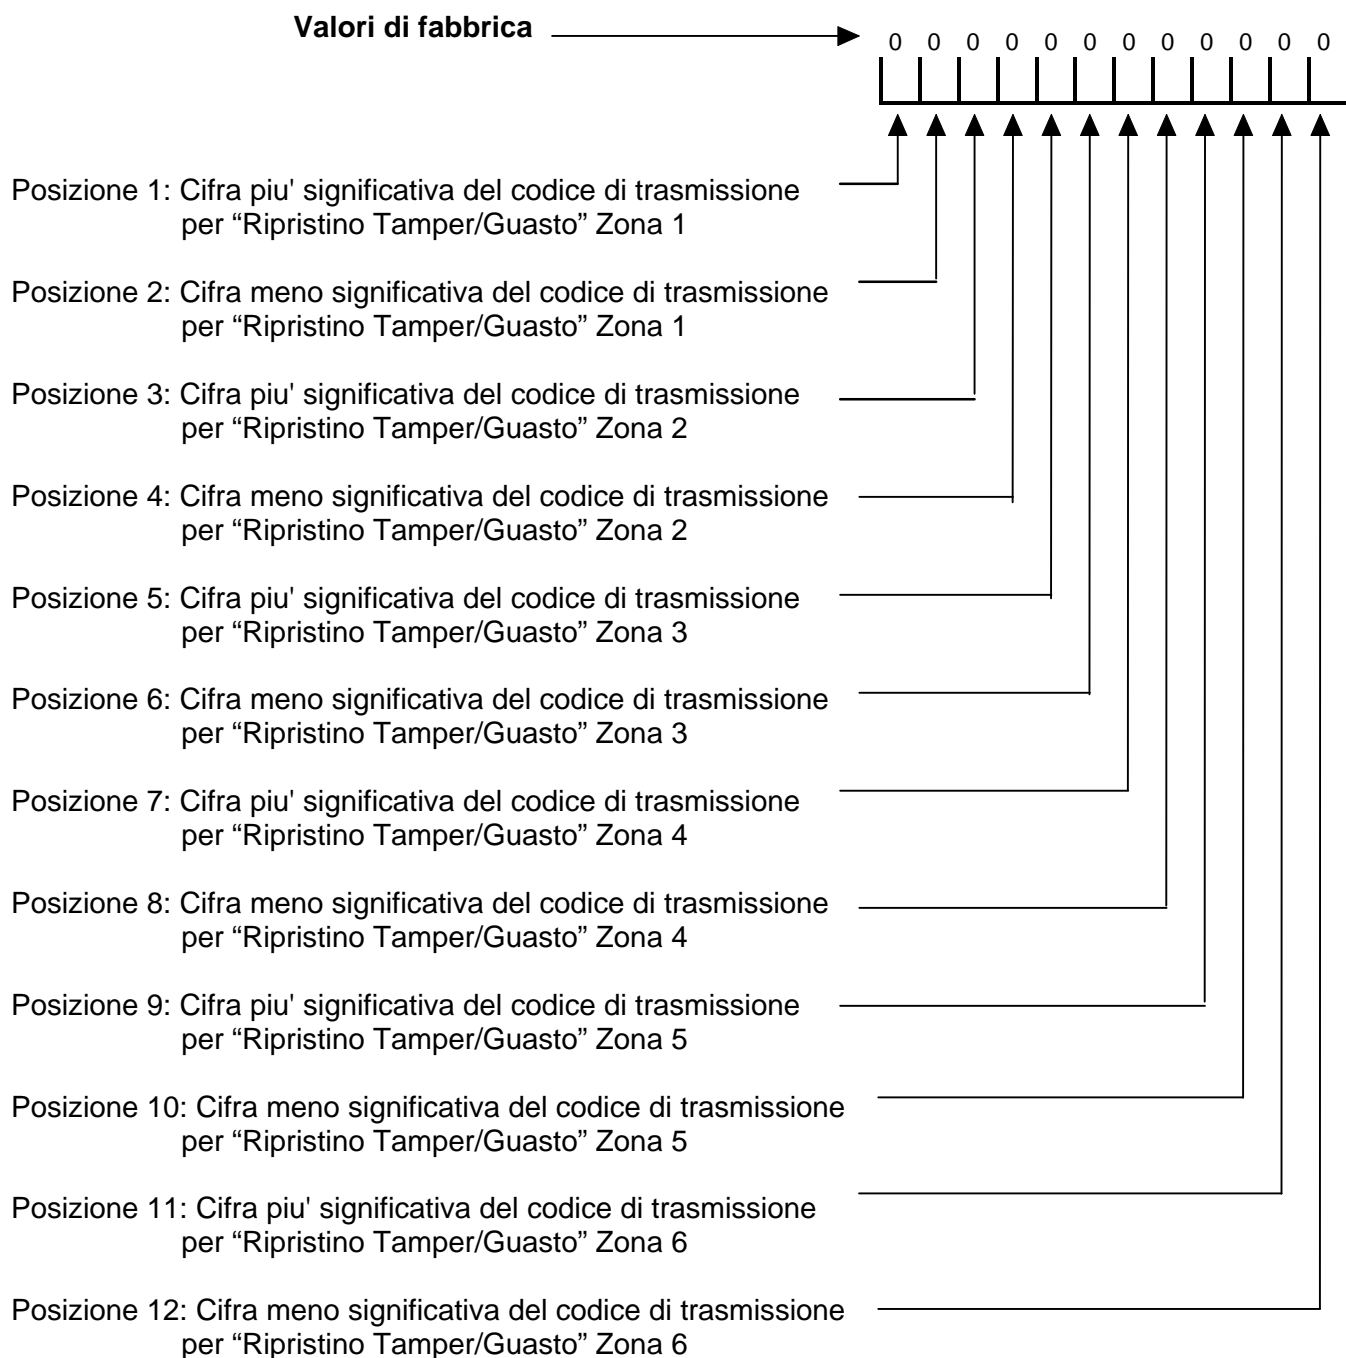 Valori di fabbrica
0 0 0 0 0 0 0 0 0 0 0 0
Posizione 1: Cifra piu' significativa del codice di trasmissione
per “Ripristino Tamper/Guasto” Zona 1
Posizione 2: Cifra meno significativa del codice di trasmissione
per “Ripristino Tamper/Guasto” Zona 1
Posizione 3: Cifra piu' significativa del codice di trasmissione
per “Ripristino Tamper/Guasto” Zona 2
Posizione 4: Cifra meno significativa del codice di trasmissione
per “Ripristino Tamper/Guasto” Zona 2
Posizione 5: Cifra piu' significativa del codice di trasmissione
per “Ripristino Tamper/Guasto” Zona 3
Posizione 6: Cifra meno significativa del codice di trasmissione
per “Ripristino Tamper/Guasto” Zona 3
Posizione 7: Cifra piu' significativa del codice di trasmissione
per “Ripristino Tamper/Guasto” Zona 4
Posizione 8: Cifra meno significativa del codice di trasmissione
per “Ripristino Tamper/Guasto” Zona 4
Posizione 9: Cifra piu' significativa del codice di trasmissione
per “Ripristino Tamper/Guasto” Zona 5
Posizione 10: Cifra meno significativa del codice di trasmissione
per “Ripristino Tamper/Guasto” Zona 5
Posizione 11: Cifra piu' significativa del codice di trasmissione
per “Ripristino Tamper/Guasto” Zona 6
Posizione 12: Cifra meno significativa del codice di trasmissione
per “Ripristino Tamper/Guasto” Zona 6